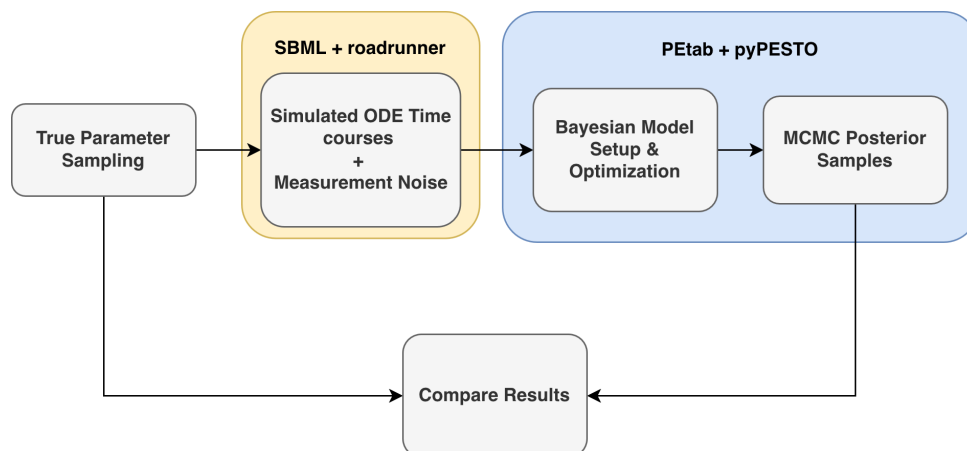 SBML + roadrunner
PEtab + pyPESTO
True Parameter
Sampling
Simulated ODE Time
courses
+
Measurement Noise
Bayesian Model
Setup &
Optimization
MCMC Posterior
Samples
Compare Results